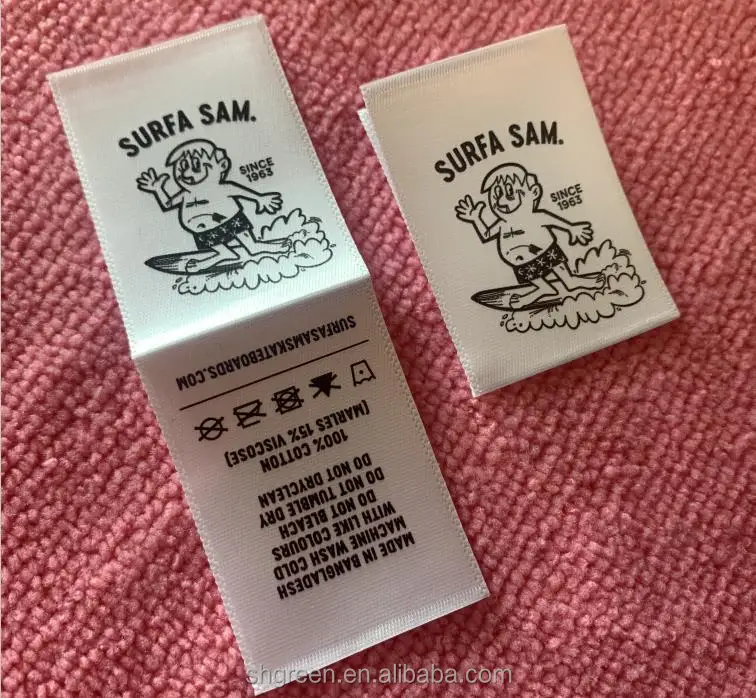 SURFA SAM.
SINCE
1963
SURFASAMSKATEBOARDS.COM
100% COTTON
[MARLES 15% VISCOSE]
MADE IN BANGLADESH
MACHINE WASH COLD
WITH LIKE COLOURS
DO NOT BLEACH
DO NOT TUMBLE DRY
DO NOT DRYCLEAN
SURFA SAM.
SINCE
1963
shqreen.en.alibaba.com